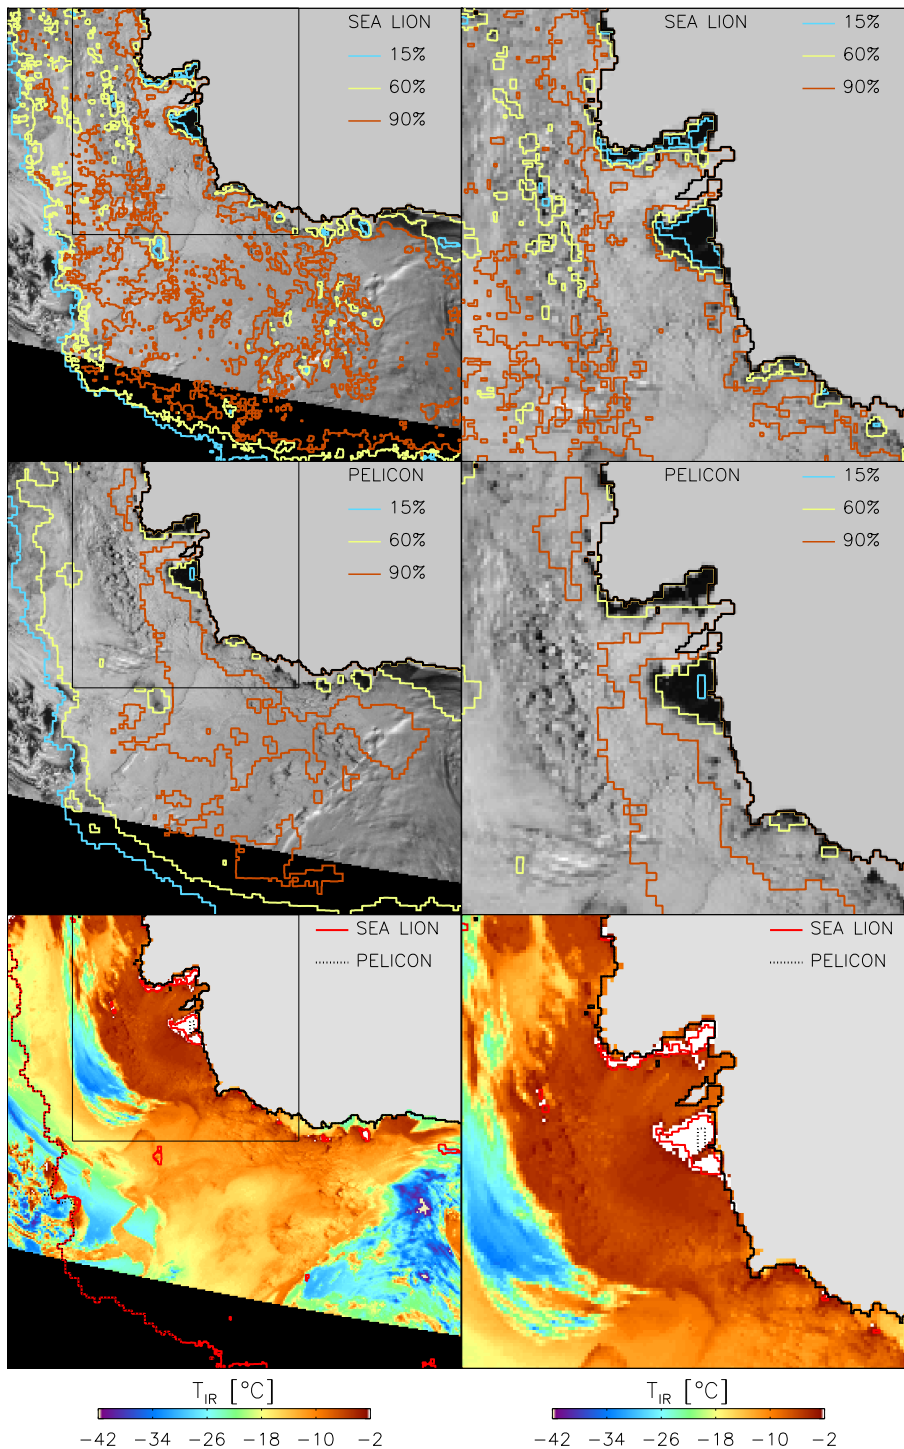 SEA LION
15%
60%
90%
SEA LION
15%
60%
90%
PELICON
15%
60%
90%
PELICON
15%
60%
90%
SEA LION
PELICON
SEA LION
PELICON
T_IR [°C]
−42 −34 −26 −18 −10 −2
T_IR [°C]
−42 −34 −26 −18 −10 −2